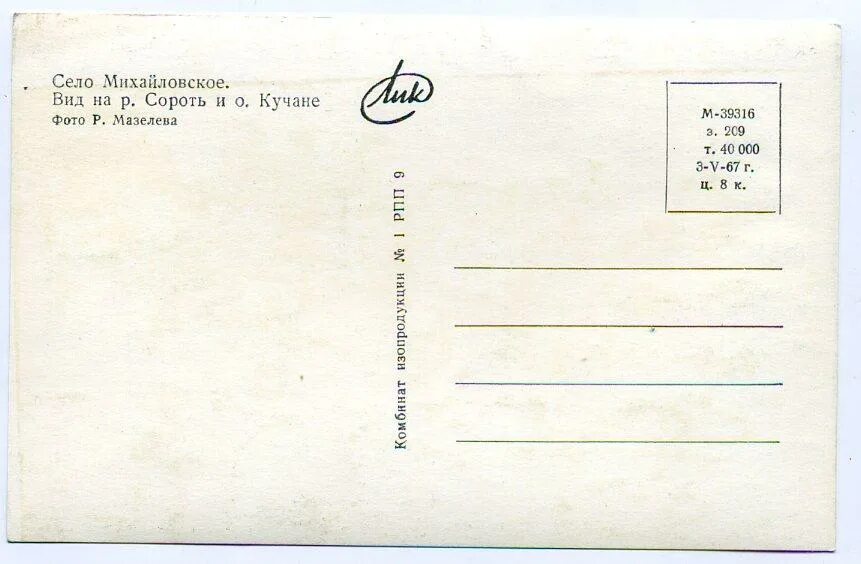 Село Михайловское.
Вид на р. Сороть и о. Кучане
Фото Р. Мазелева
Лик
Комбинат изопродукции № 1 РПП 9
М-39316
з. 209
т. 40 000
3-V-67 г.
ц. 8 к.